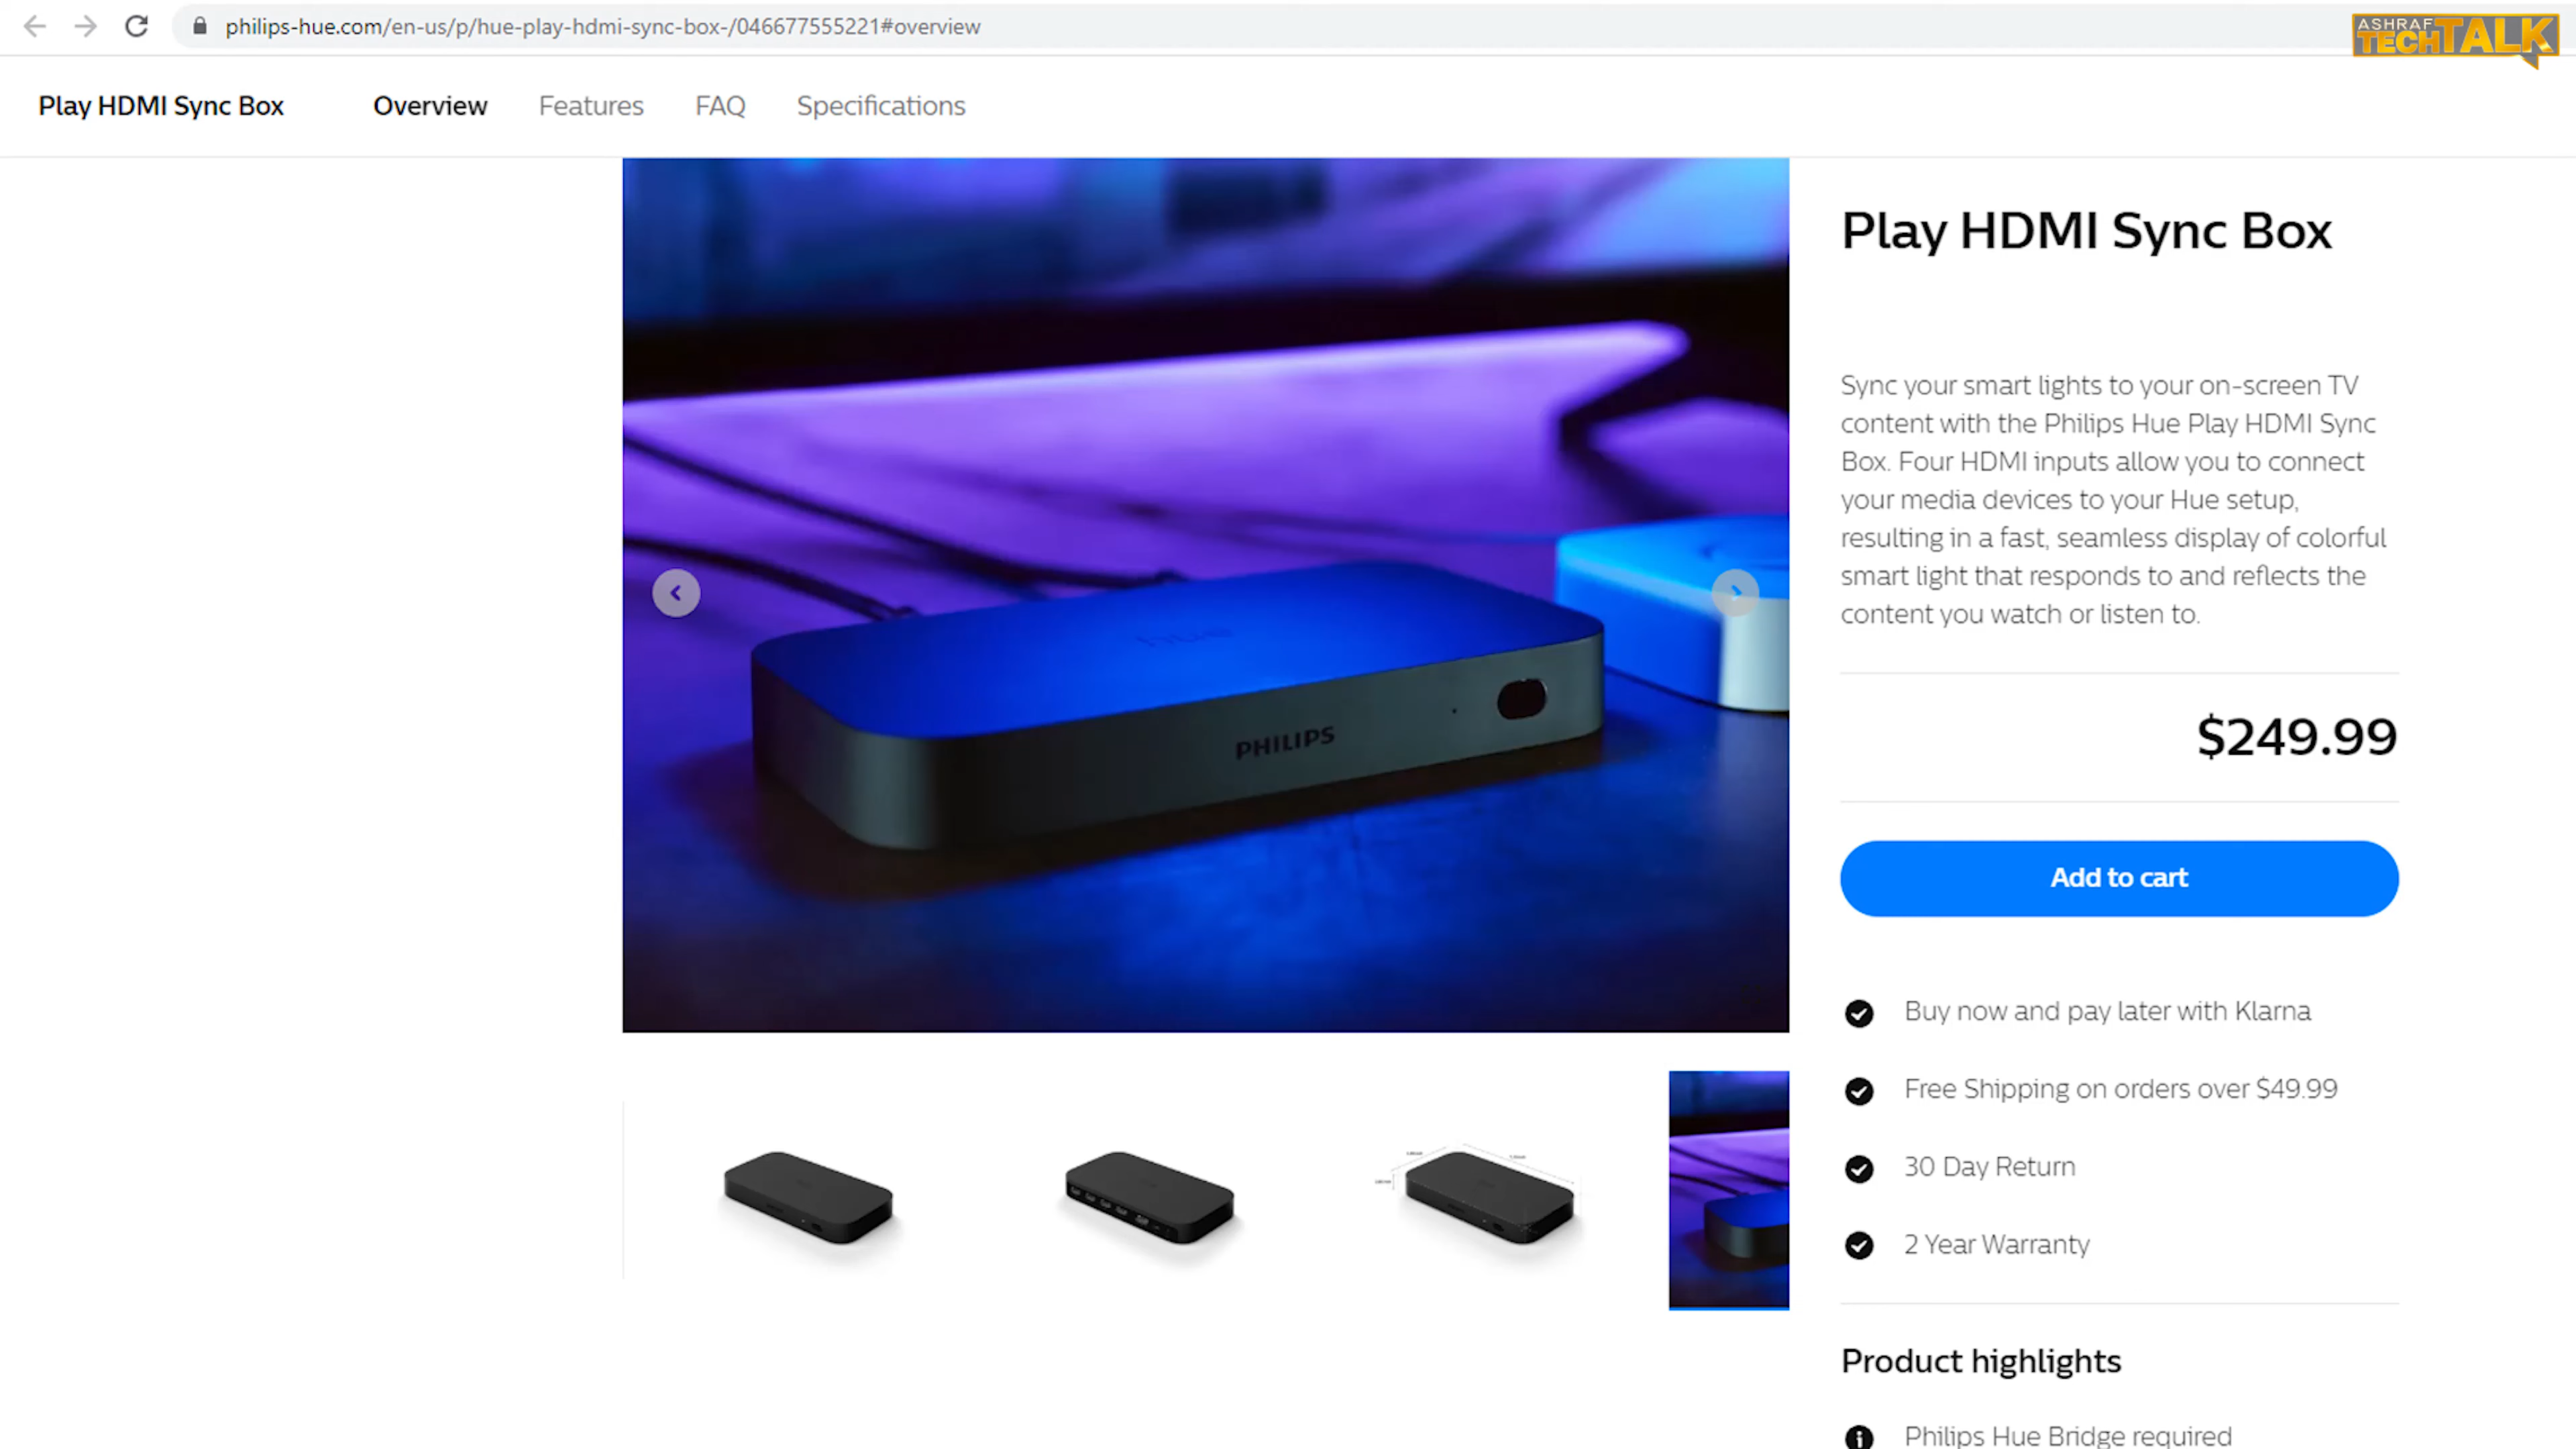 philips-hue.com/en-us/p/hue-play-hdmi-sync-box-/046677555221#overview
ASHRAF
TECHTALK
Play HDMI Sync Box
Overview
Features
FAQ
Specifications
hue
PHILIPS
Play HDMI Sync Box
Sync your smart lights to your on-screen TV
content with the Philips Hue Play HDMI Sync
Box. Four HDMI inputs allow you to connect
your media devices to your Hue setup,
resulting in a fast, seamless display of colorful
smart light that responds to and reflects the
content you watch or listen to.
$249.99
Add to cart
Buy now and pay later with Klarna
Free Shipping on orders over $49.99
30 Day Return
2 Year Warranty
Product highlights
Philips Hue Bridge required